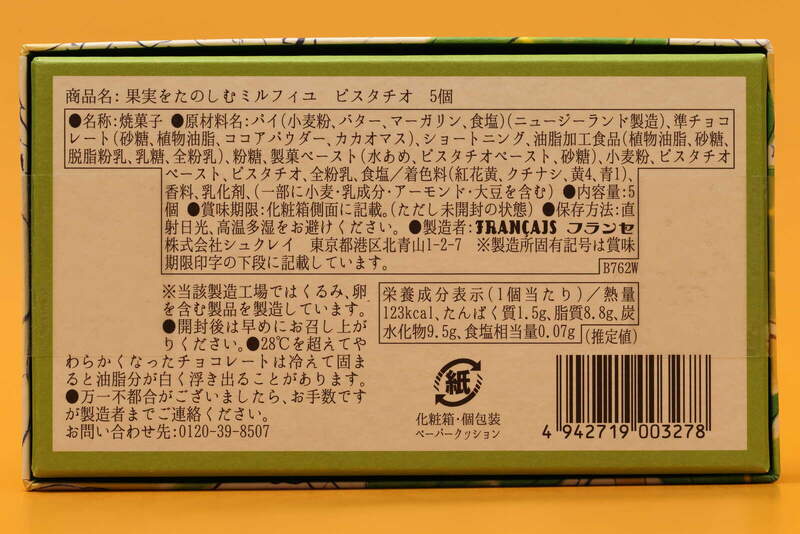 商品名: 果実をたのしむミルフィユ ピスタチオ 5個
●名称:焼菓子 ●原材料名:パイ(小麦粉、バター、マーガリン、食塩)(ニュージーランド製造)、準チョコ
レート(砂糖、植物油脂、ココアパウダー、カカオマス)、ショートニング、油脂加工食品(植物油脂、砂糖、
脱脂粉乳、乳糖、全粉乳)、粉糖、製菓ペースト(水あめ、ピスタチオペースト、砂糖)、小麦粉、ピスタチオ
ペースト、ピスタチオ、全粉乳、食塩/着色料(紅花黄、クチナシ、黄4、青1)、
香料、乳化剤、(一部に小麦・乳成分・アーモンド・大豆を含む) ●内容量:5
個 ●賞味期限:化粧箱側面に記載。(ただし未開封の状態) ●保存方法:直
射日光、高温多湿をお避けください。 ●製造者:FRANÇAIS フランセ
株式会社シュクレイ 東京都港区北青山1-2-7 ※製造所固有記号は賞味
期限印字の下段に記載しています。
B762W
※当該製造工場ではくるみ、卵
を含む製品を製造しています。
●開封後は早めにお召し上が
りください。●28℃を超えてや
わらかくなったチョコレートは冷えて固ま
ると油脂分が白く浮き出ることがあります。
●万一不都合がございましたら、お手数です
が製造者までご連絡ください。
お問い合わせ先:0120-39-8507
栄養成分表示(1個当たり)/熱量
123kcal、たんぱく質1.5g、脂質8.8g、炭
水化物9.5g、食塩相当量0.07g
(推定値)
紙
化粧箱・個包装
ペーパークッション
4 942719 003278